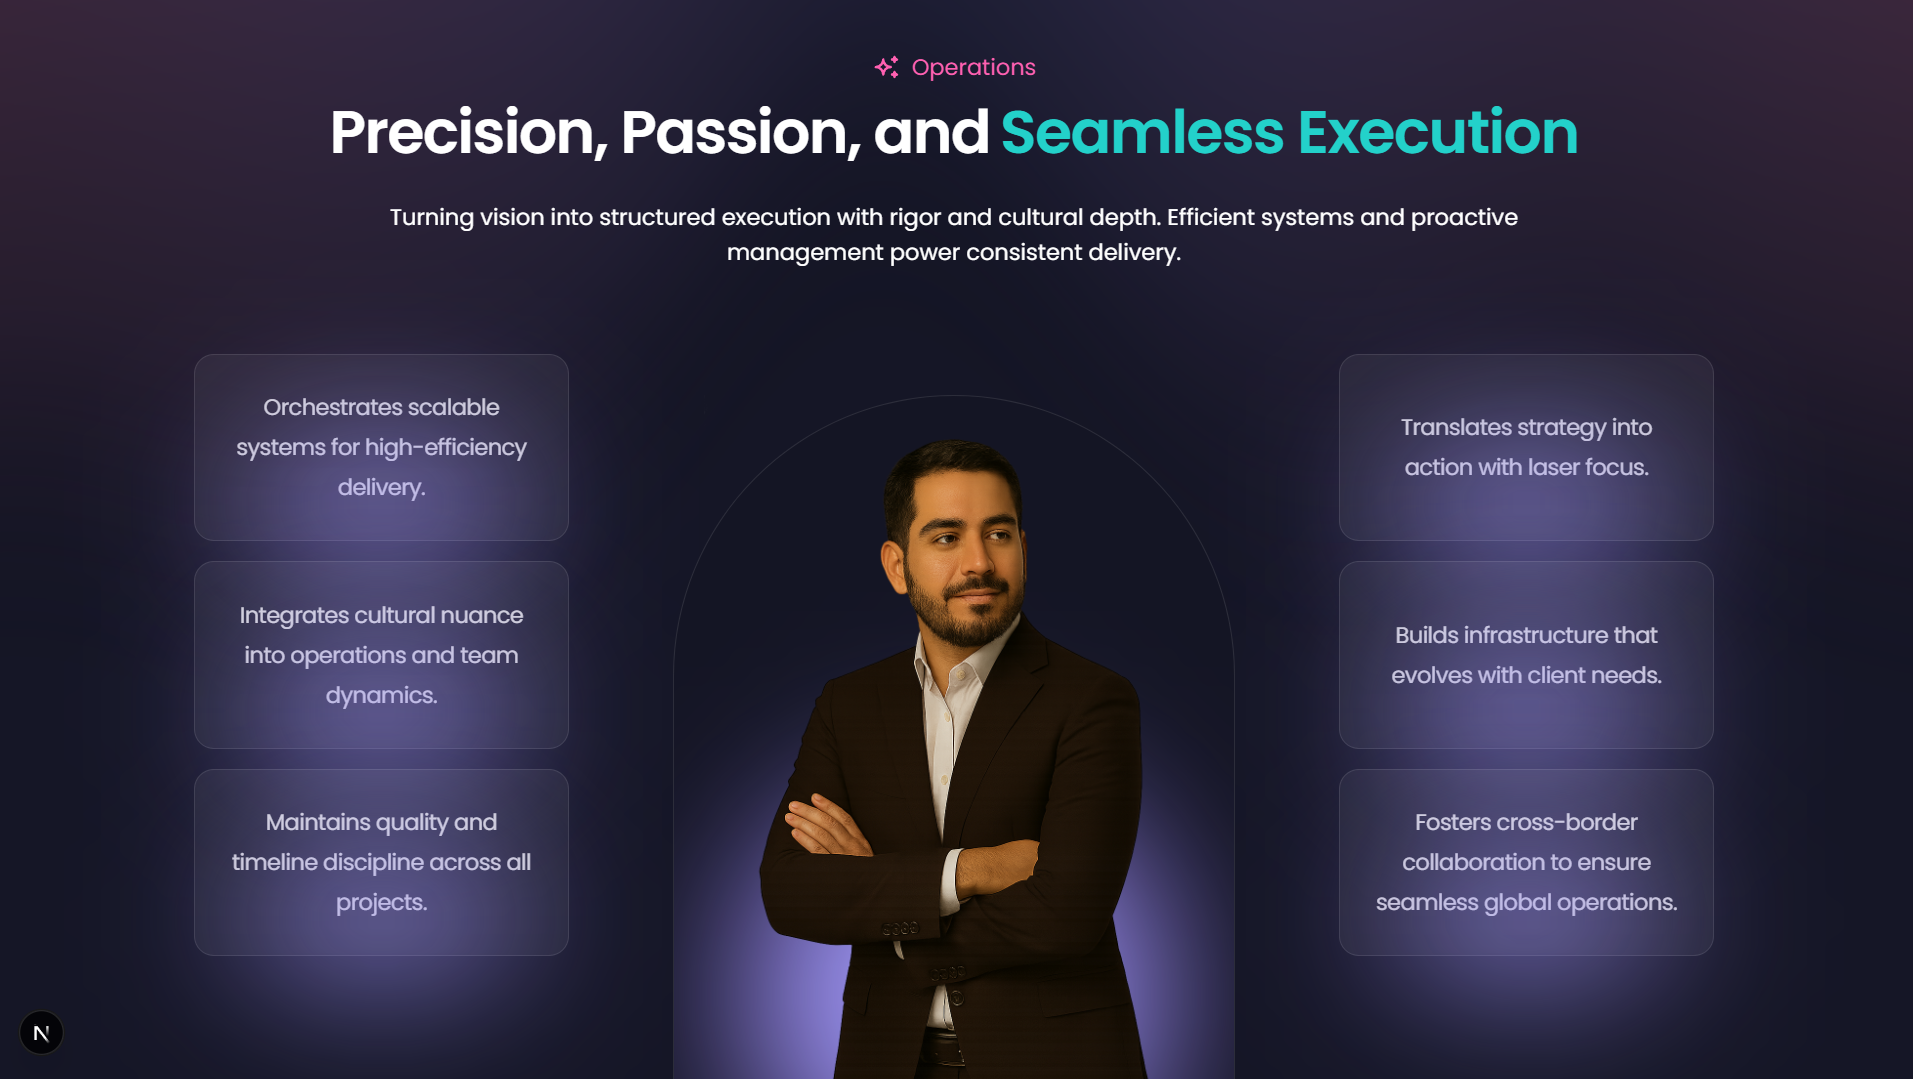 Operations
Precision, Passion, and Seamless Execution
Turning vision into structured execution with rigor and cultural depth. Efficient systems and proactive
management power consistent delivery.
Orchestrates scalable
systems for high-efficiency
delivery.
Integrates cultural nuance
into operations and team
dynamics.
Maintains quality and
timeline discipline across all
projects.
Translates strategy into
action with laser focus.
Builds infrastructure that
evolves with client needs.
Fosters cross-border
collaboration to ensure
seamless global operations.
N